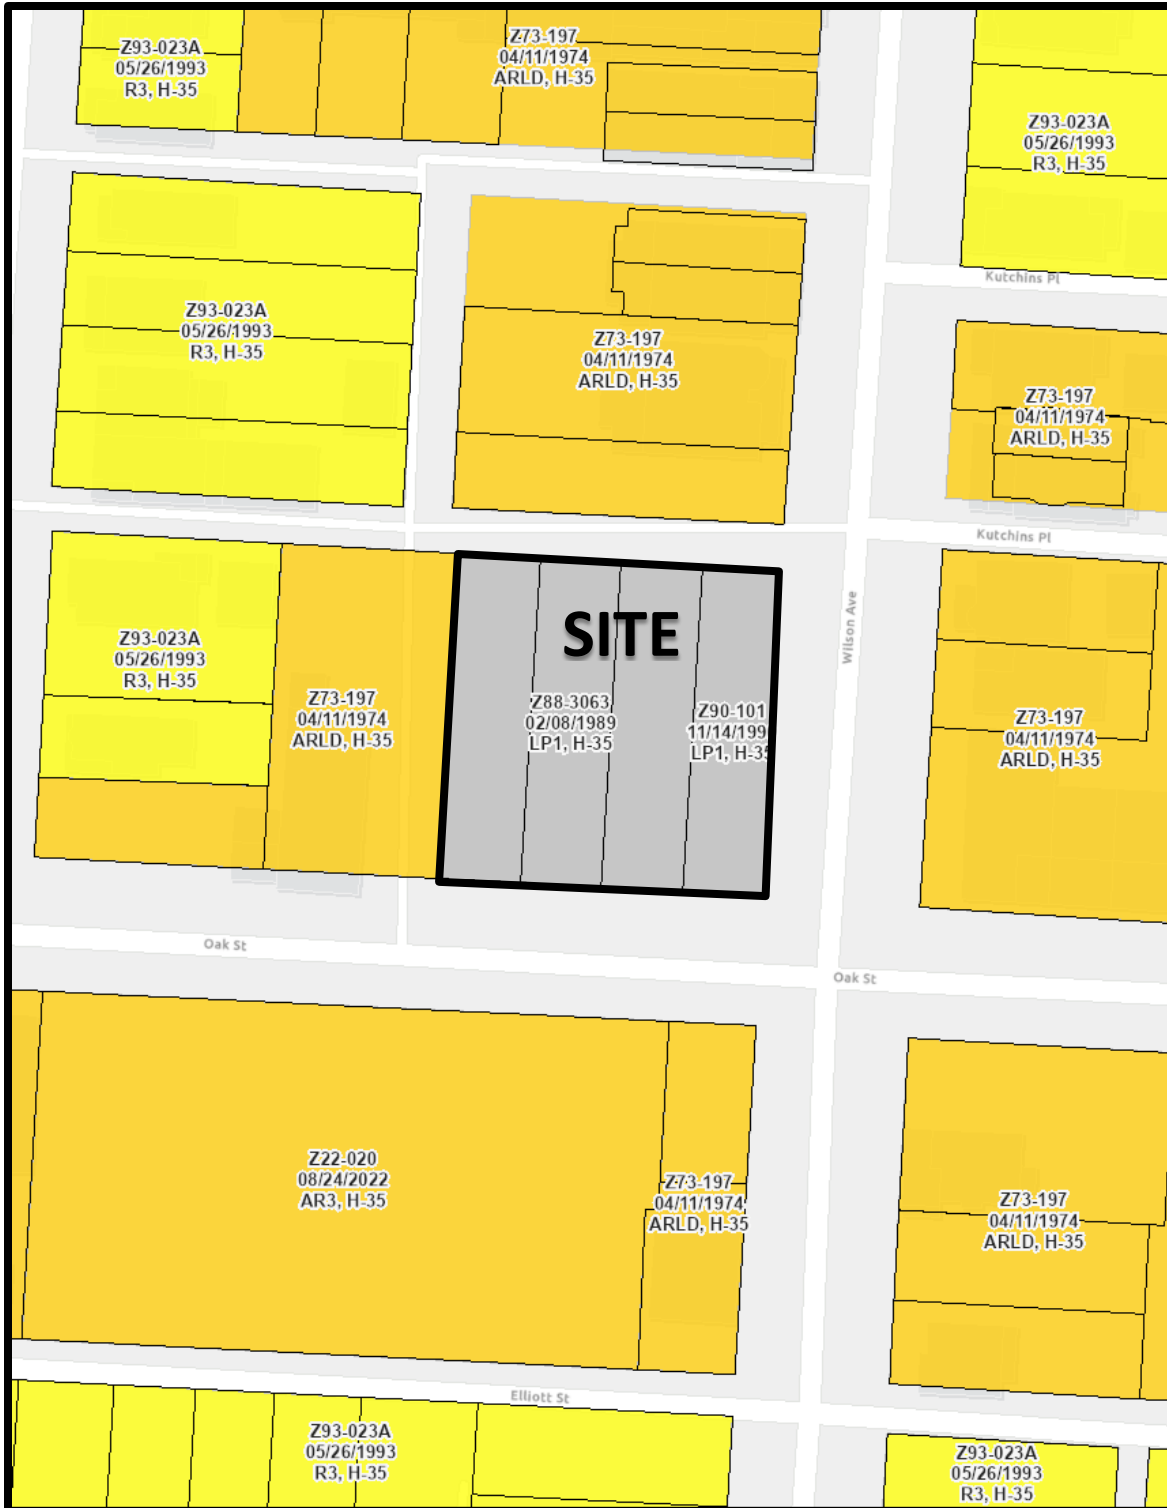 Z93-023A
05/26/1993
R3, H-35
Z73-197
04/11/1974
ARLD, H-35
Z93-023A
05/26/1993
R3, H-35
Kutchins Pl
Z93-023A
05/26/1993
R3, H-35
Z73-197
04/11/1974
ARLD, H-35
Z73-197
04/11/1974
ARLD, H-35
Kutchins Pl
Wilson Ave
SITE
Z93-023A
05/26/1993
R3, H-35
Z73-197
04/11/1974
ARLD, H-35
Z88-3063
02/08/1989
LP1, H-35
Z90-101
11/14/199
LP1, H-35
Z73-197
04/11/1974
ARLD, H-35
Oak St
Oak St
Z22-020
08/24/2022
AR3, H-35
Z73-197
04/11/1974
ARLD, H-35
Z73-197
04/11/1974
ARLD, H-35
Elliott St
Z93-023A
05/26/1993
R3, H-35
Z93-023A
05/26/1993
R3, H-35